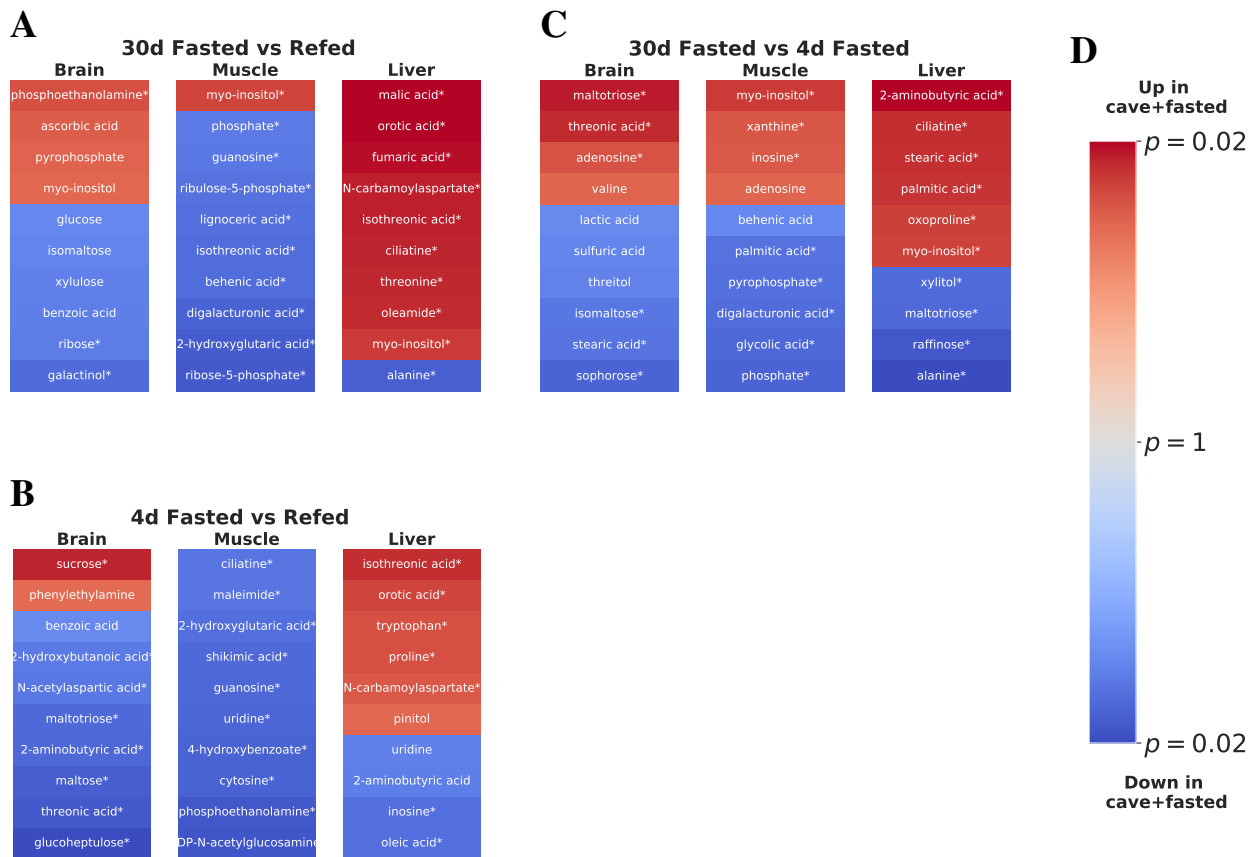 A
30d Fasted vs Refed
Brain
Muscle
Liver
phosphoethanolamine*
myo-inositol*
malic acid*
ascorbic acid
phosphate*
orotic acid*
pyrophosphate
guanosine*
fumaric acid*
myo-inositol
ribulose-5-phosphate*
N-carbamoylaspartate*
glucose
lignoceric acid*
isothreonic acid*
isomaltose
isothreonic acid*
ciliatine*
xylulose
behenic acid*
threonine*
benzoic acid
digalacturonic acid*
oleamide*
ribose*
2-hydroxyglutaric acid*
myo-inositol*
galactinol*
ribose-5-phosphate*
alanine*
B
4d Fasted vs Refed
Brain
Muscle
Liver
sucrose*
ciliatine*
isothreonic acid*
phenylethylamine
maleimide*
orotic acid*
benzoic acid
2-hydroxyglutaric acid*
tryptophan*
2-hydroxybutanoic acid*
shikimic acid*
proline*
N-acetylaspartic acid*
guanosine*
N-carbamoylaspartate*
maltotriose*
uridine*
pinitol
2-aminobutyric acid*
4-hydroxybenzoate*
uridine
maltose*
cytosine*
2-aminobutyric acid
threonic acid*
phosphoethanolamine*
inosine*
glucoheptulose*
DP-N-acetylglucosamine
oleic acid*
C
30d Fasted vs 4d Fasted
Brain
Muscle
Liver
maltotriose*
myo-inositol*
2-aminobutyric acid*
threonic acid*
xanthine*
ciliatine*
adenosine*
inosine*
stearic acid*
valine
adenosine
palmitic acid*
lactic acid
behenic acid
oxoproline*
sulfuric acid
palmitic acid*
myo-inositol*
threitol
pyrophosphate*
xylitol*
isomaltose*
digalacturonic acid*
maltotriose*
stearic acid*
glycolic acid*
raffinose*
sophorose*
phosphate*
alanine*
D
Up in
cave+fasted
p = 0.02
p = 1
p = 0.02
Down in
cave+fasted